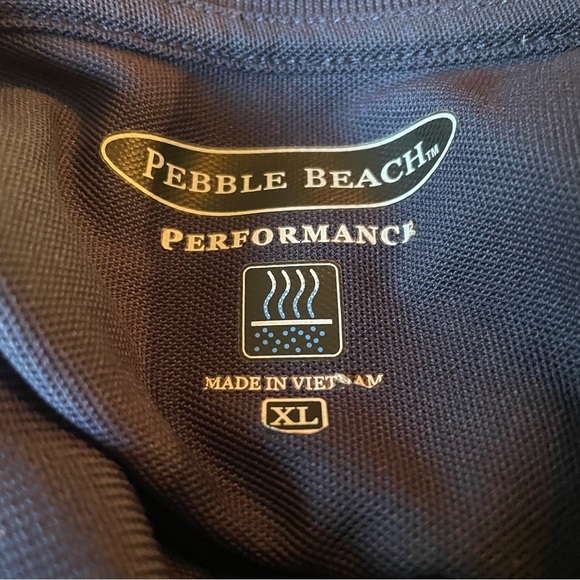 PEBBLE BEACH™
PERFORMANCE
MADE IN VIETNAM
XL